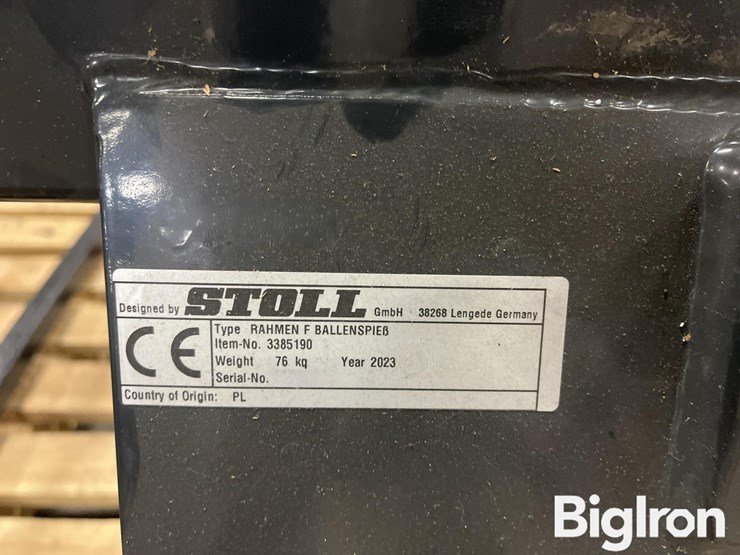 Designed by STOLL GmbH · 38268 Lengede Germany
CE
Type RAHMEN F BALLENSPIEß
Item-No. 3385190
Weight 76 kg Year 2023
Serial-No.
Country of Origin: PL
BigIron